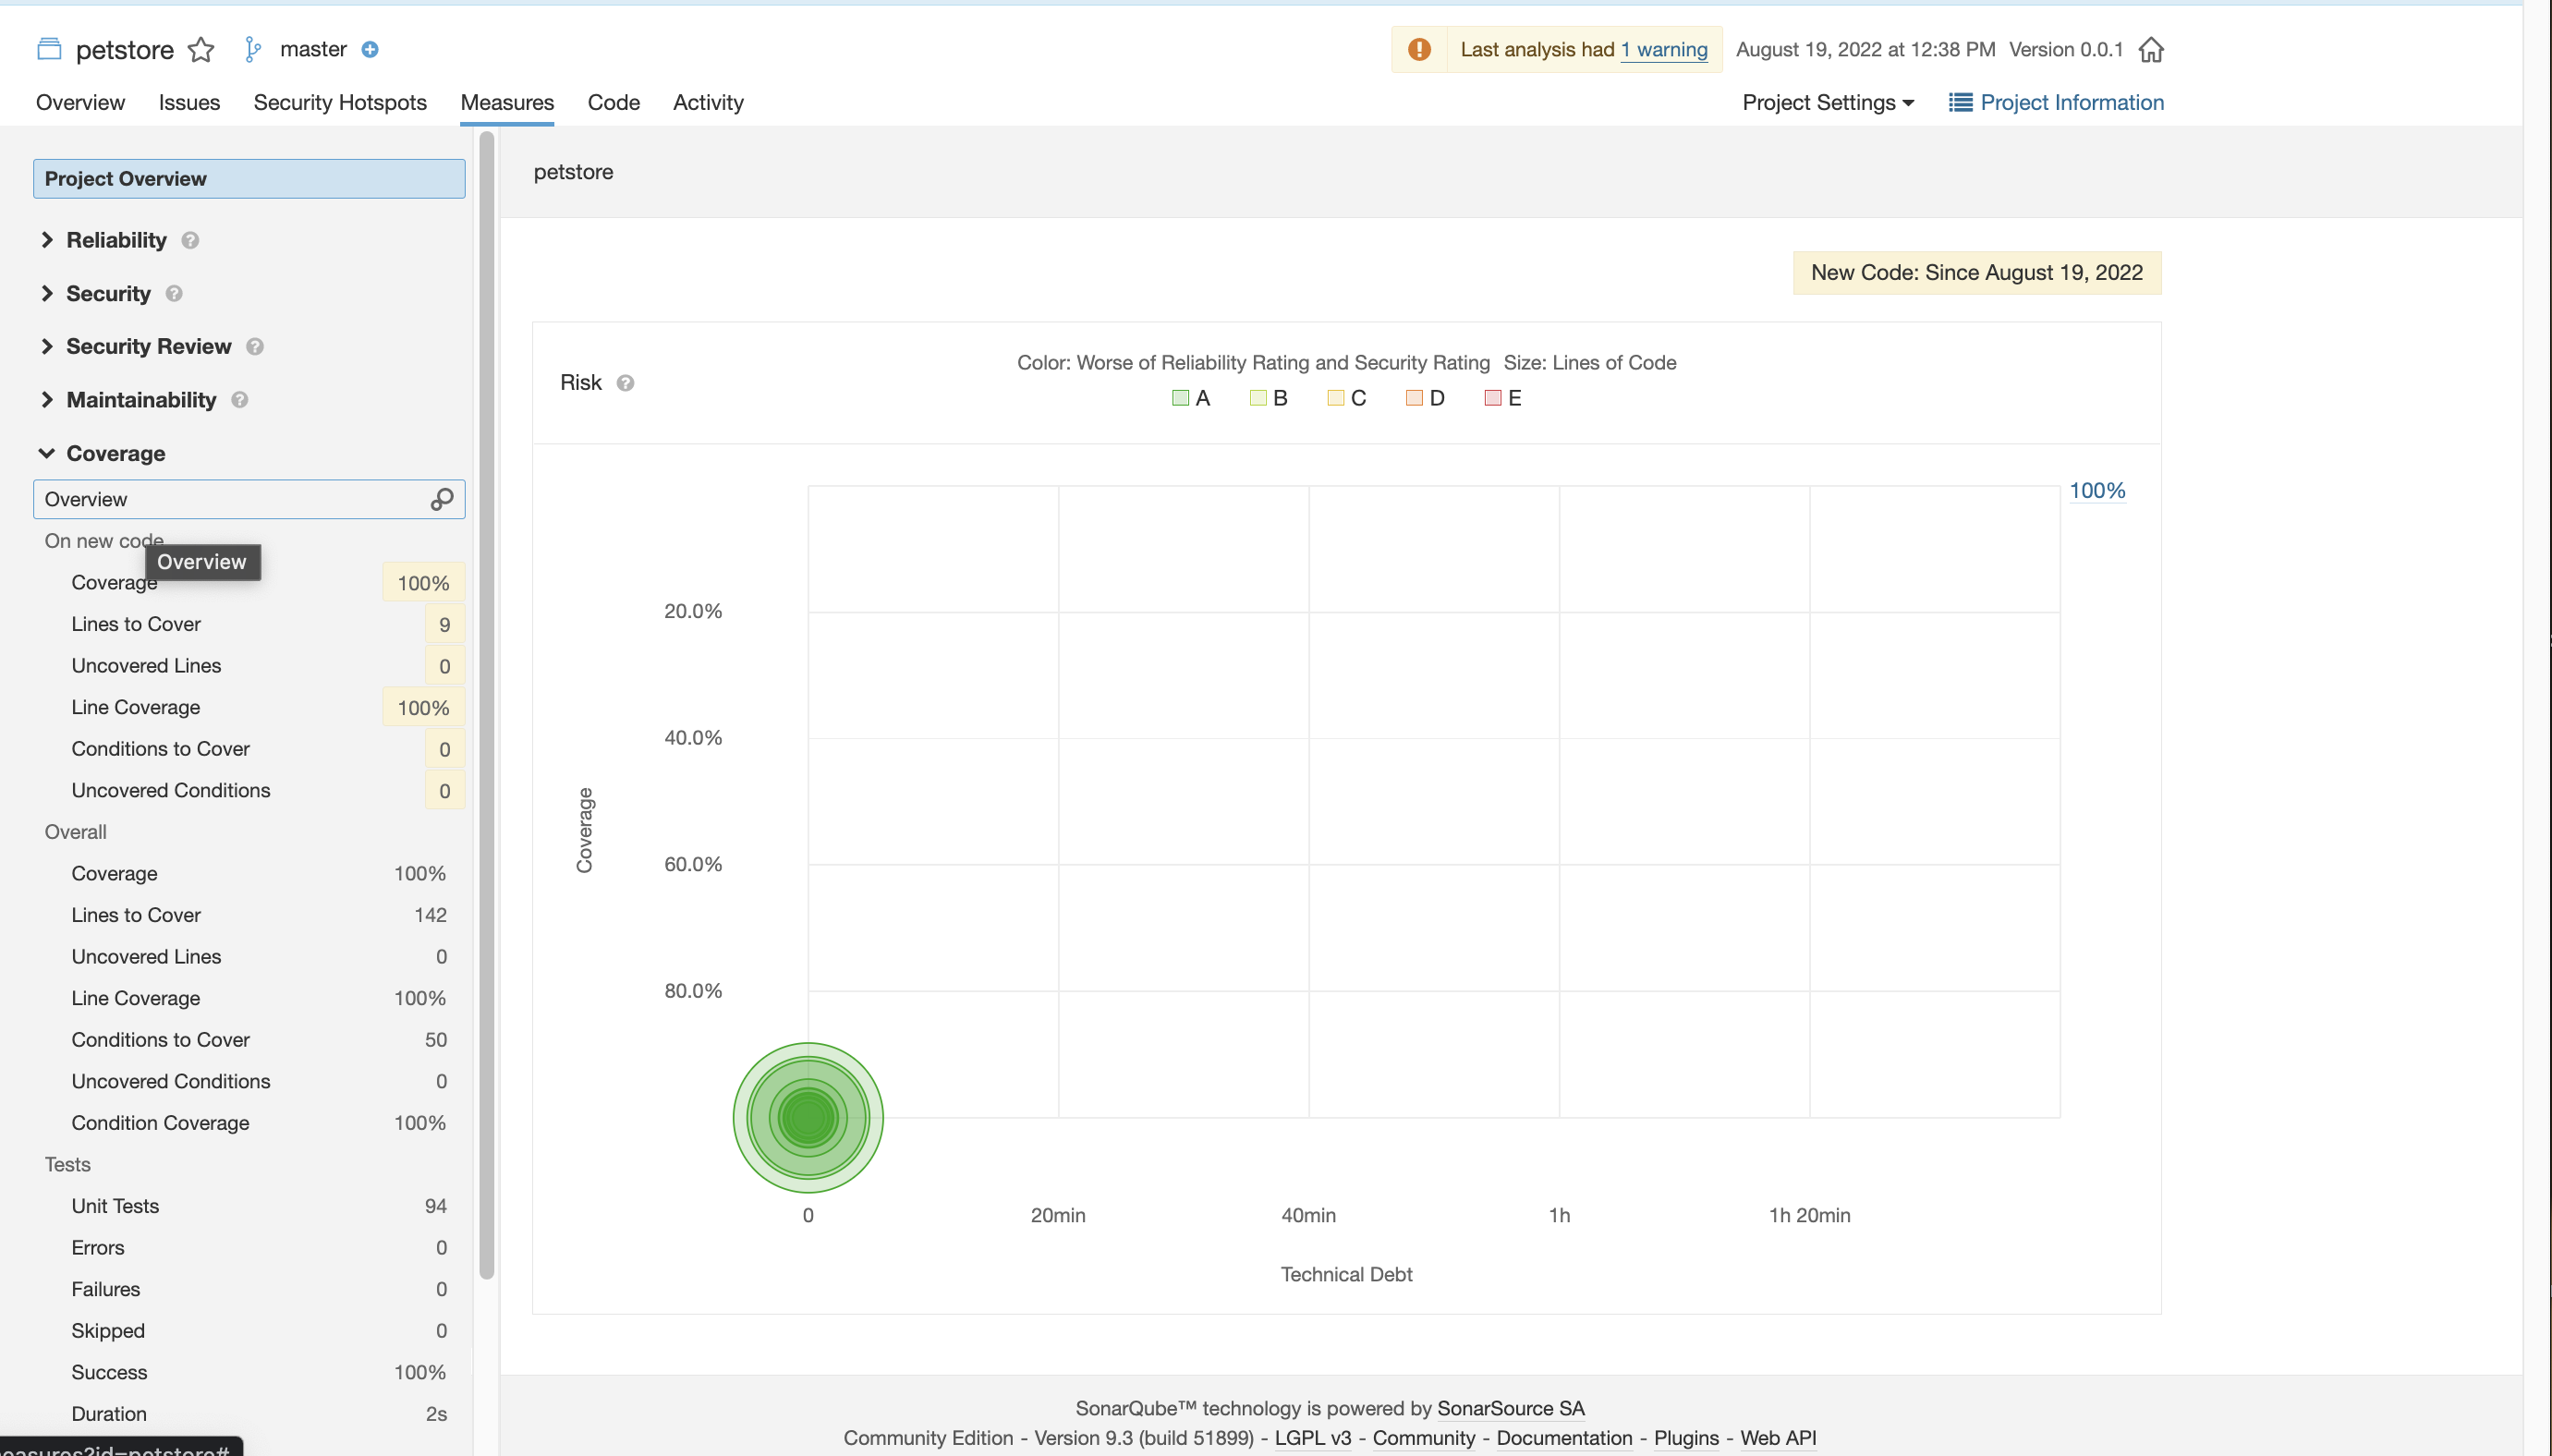 petstore master Last analysis had 1 warning August 19, 2022 at 12:38 PM Version 0.0.1
Overview Issues Security Hotspots Measures Code Activity Project Settings Project Information
Project Overview
Reliability
Security
Security Review
Maintainability
Coverage
Overview
On new code
Overview
Coverage 100%
Lines to Cover 9
Uncovered Lines 0
Line Coverage 100%
Conditions to Cover 0
Uncovered Conditions 0
Overall
Coverage 100%
Lines to Cover 142
Uncovered Lines 0
Line Coverage 100%
Conditions to Cover 50
Uncovered Conditions 0
Condition Coverage 100%
Tests
Unit Tests 94
Errors 0
Failures 0
Skipped 0
Success 100%
Duration 2s
petstore
New Code: Since August 19, 2022
Risk
Color: Worse of Reliability Rating and Security Rating Size: Lines of Code
A B C D E
100%
20.0%
40.0%
60.0%
80.0%
Coverage
0 20min 40min 1h 1h 20min
Technical Debt
SonarQube™ technology is powered by SonarSource SA
Community Edition - Version 9.3 (build 51899) - LGPL v3 - Community - Documentation - Plugins - Web API